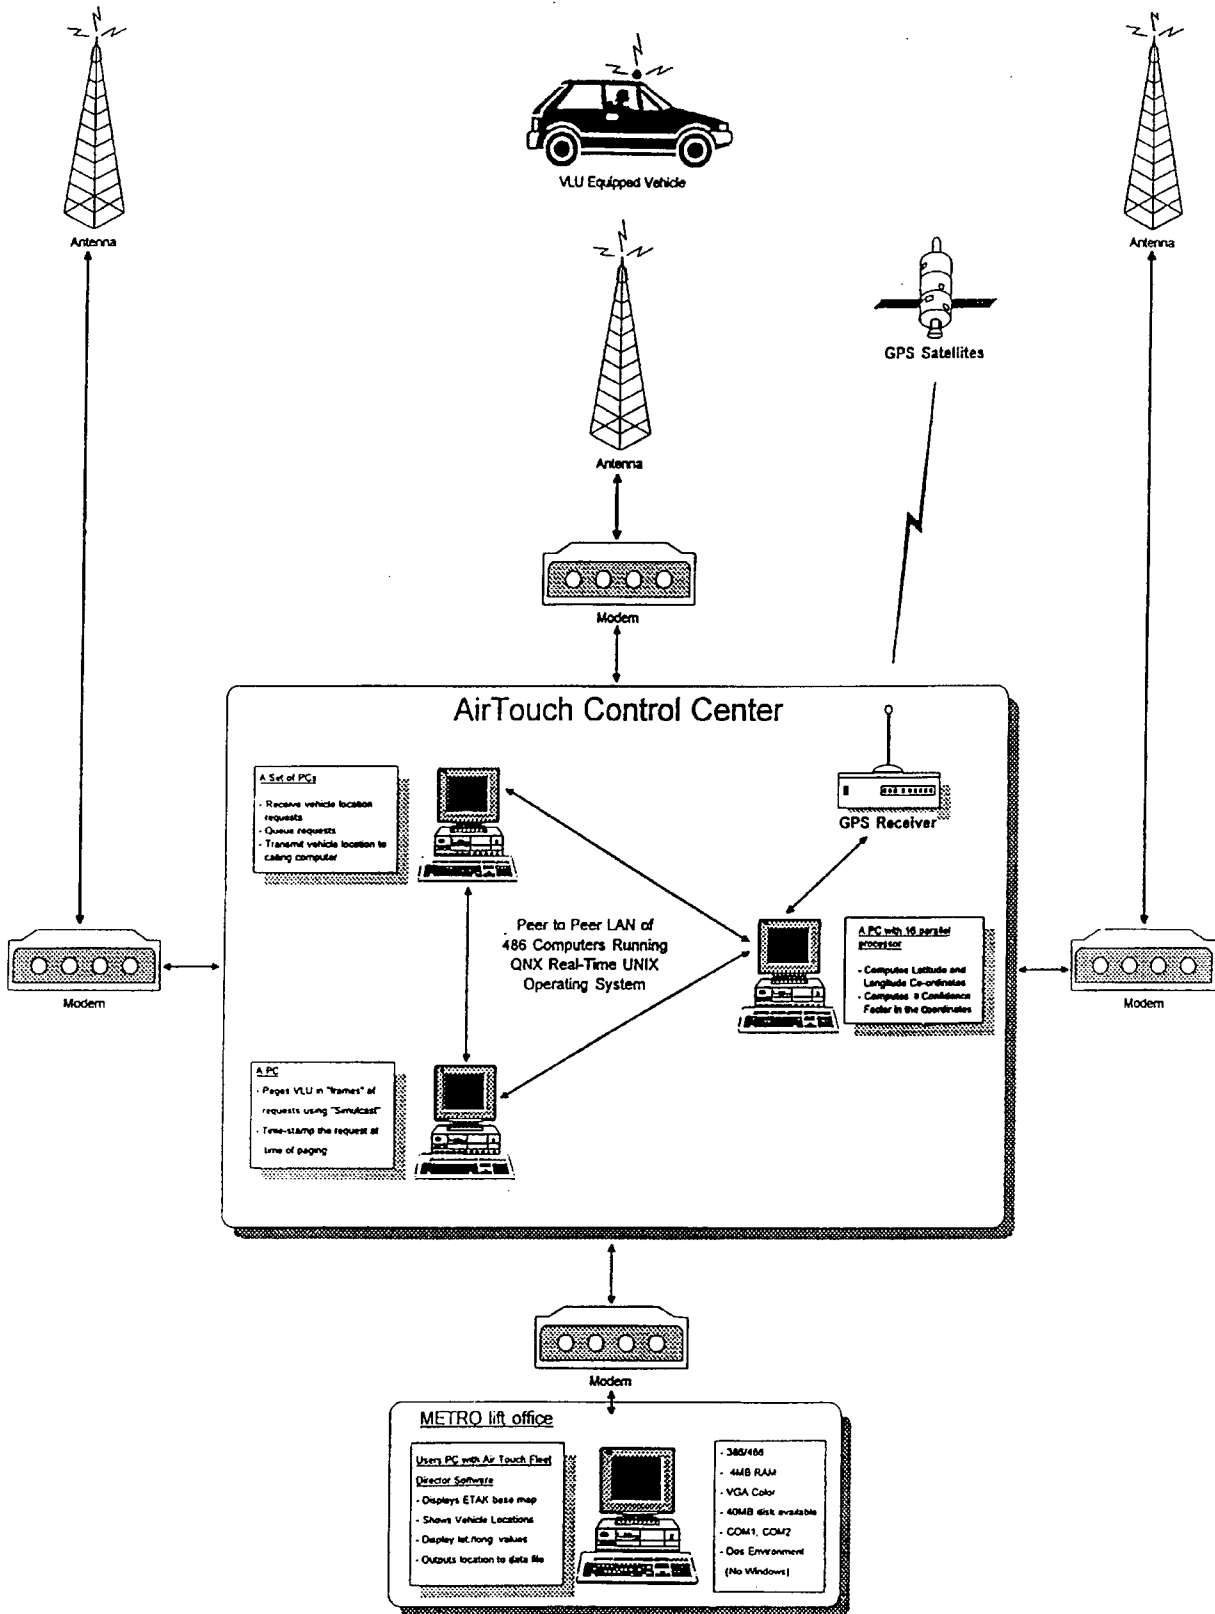 VLU Equipped Vehicle
Antenna
Antenna
GPS Satellites
Antenna
Modem
AirTouch Control Center
A Set of PCs
- Receive vehicle location
requests
- Queue requests
- Transmit vehicle location to
calling computer
GPS Receiver
Peer to Peer LAN of
486 Computers Running
QNX Real-Time UNIX
Operating System
A PC with 16 parallel
processor
- Computes Latitude and
Longitude Co-ordinates
- Computes a Confidence
Factor in the Coordinates
Modem
Modem
A PC
- Pages VLU in "frames" of
requests using "Simulcast"
- Time-stamp the request at
time of paging
Modem
METRO lift office
Users PC with Air Touch Fleet
Director Software
- Displays ETAK base map
- Shows Vehicle Locations
- Display lat./long values
- Outputs location to data file
- 386/486
- 4MB RAM
- VGA Color
- 40MB disk available
- COM1, COM2
- Dos Environment
(No Windows)